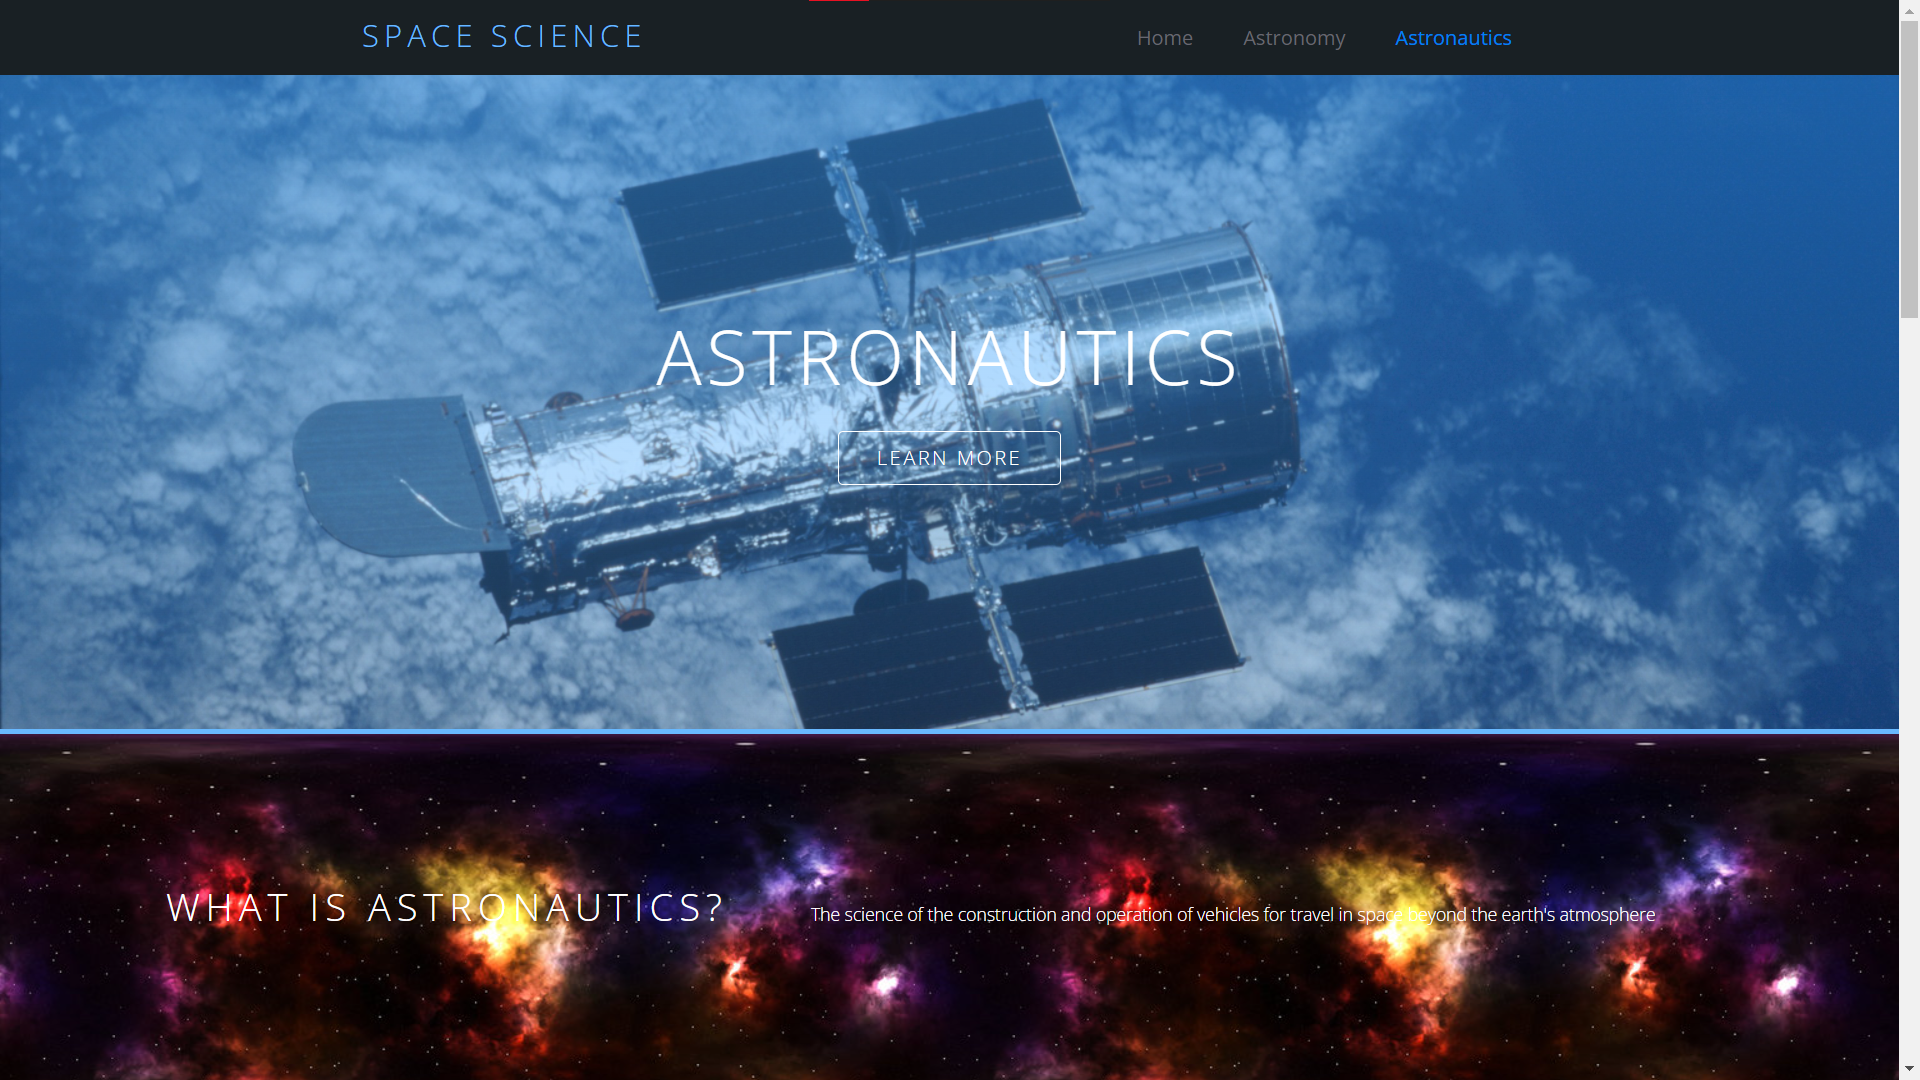 SPACE SCIENCE
Home Astronomy Astronautics
ASTRONAUTICS
LEARN MORE
WHAT IS ASTRONAUTICS?
The science of the construction and operation of vehicles for travel in space beyond the earth's atmosphere